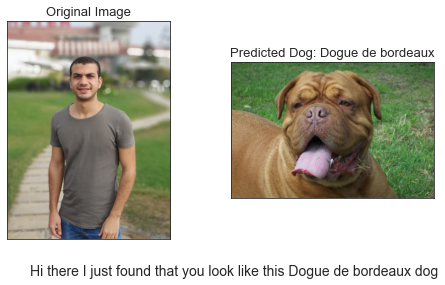 Original Image
Predicted Dog: Dogue de bordeaux
Hi there I just found that you look like this Dogue de bordeaux dog